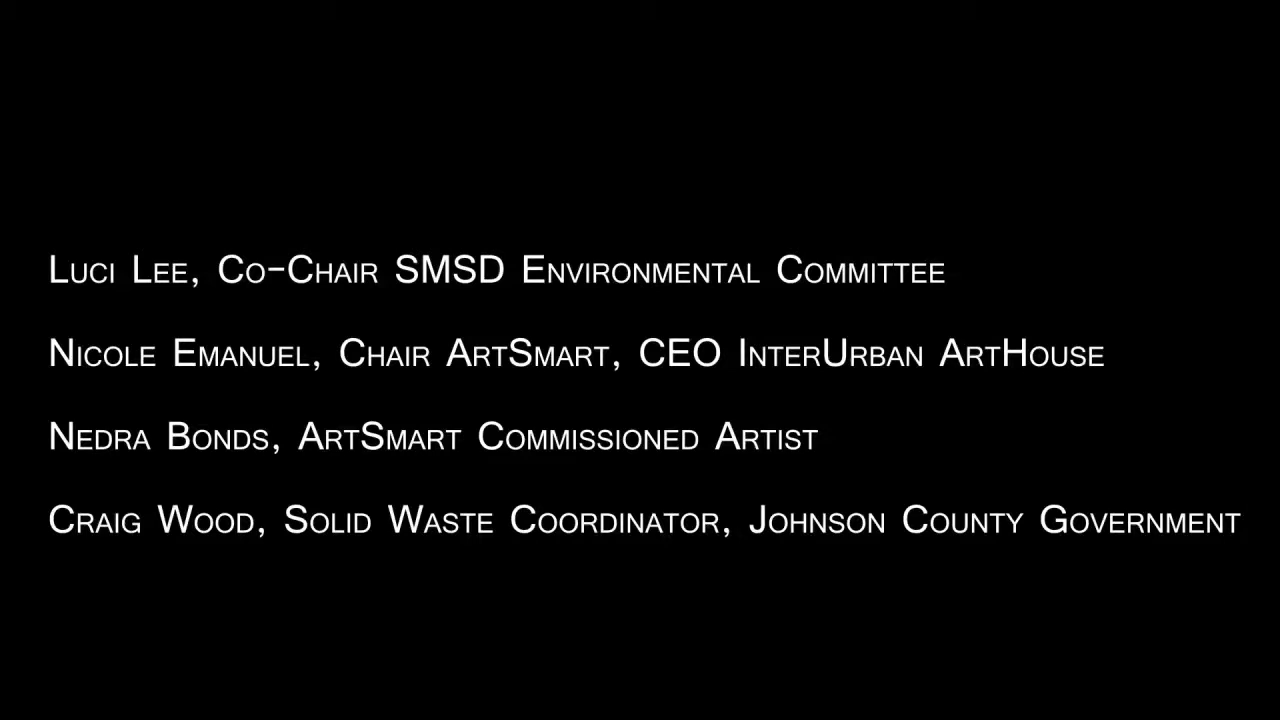 Luci Lee, Co-Chair SMSD Environmental Committee
Nicole Emanuel, Chair ArtSmart, CEO InterUrban ArtHouse
Nedra Bonds, ArtSmart Commissioned Artist
Craig Wood, Solid Waste Coordinator, Johnson County Government